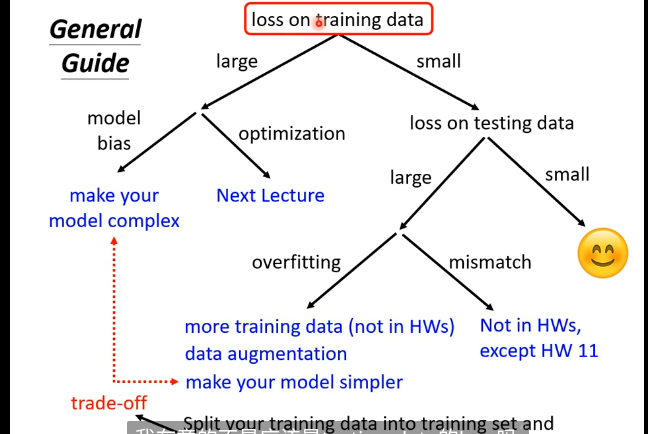 General
Guide
loss on training data
large
small
model
bias
optimization
loss on testing data
make your
model complex
Next Lecture
large
small
overfitting
mismatch
more training data (not in HWs)
data augmentation
make your model simpler
Not in HWs,
except HW 11
trade-off
Split your training data into training set and